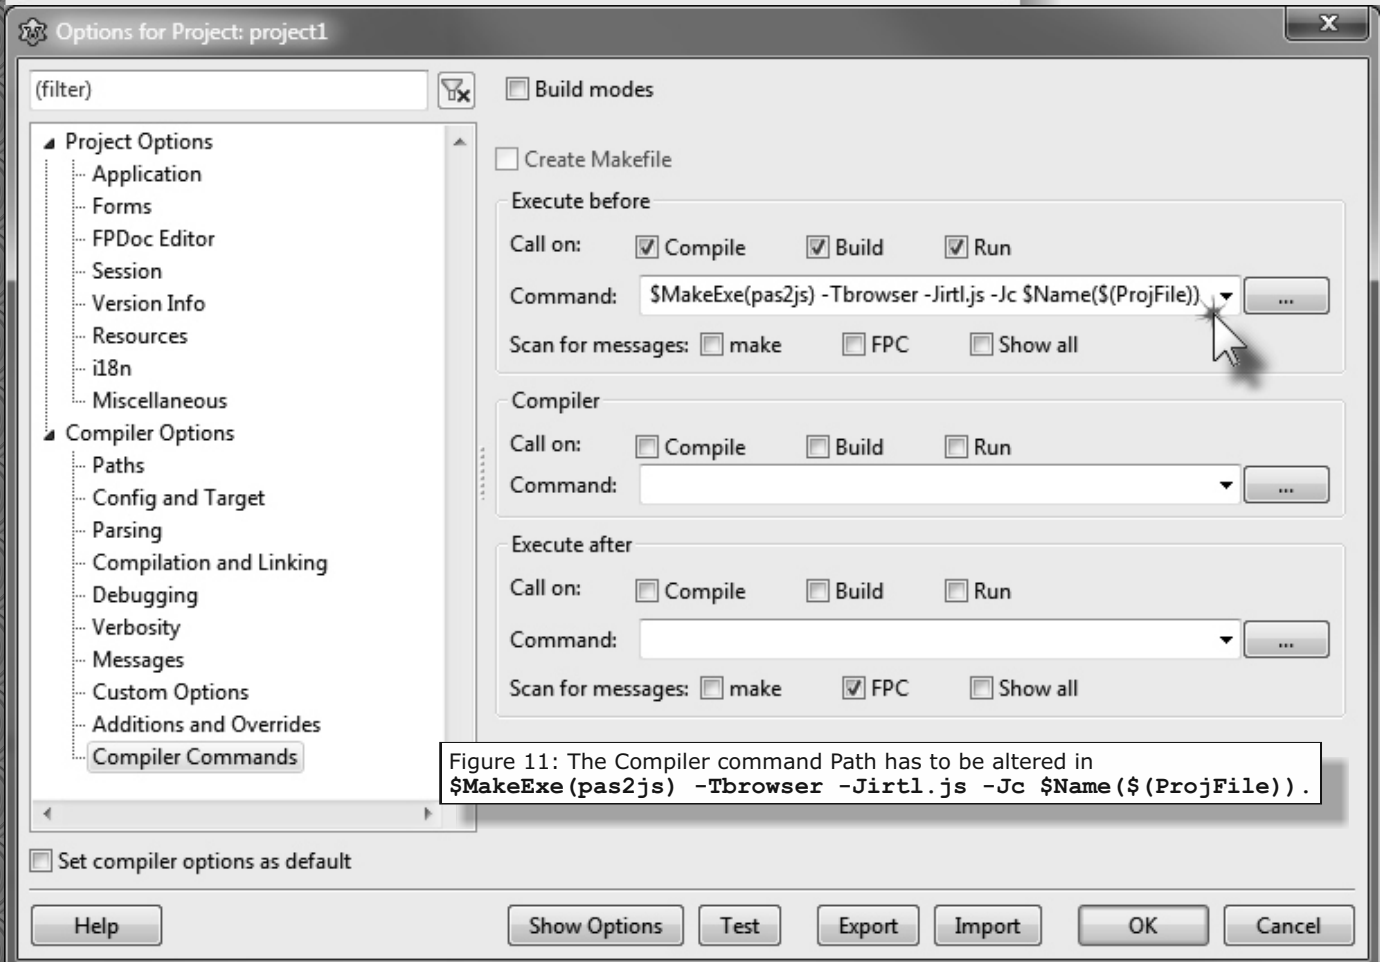 Options for Project: project1
x
(filter)
Build modes
Project Options
Application
Forms
FPDoc Editor
Session
Version Info
Resources
i18n
Miscellaneous
Compiler Options
Paths
Config and Target
Parsing
Compilation and Linking
Debugging
Verbosity
Messages
Custom Options
Additions and Overrides
Compiler Commands
Create Makefile
Execute before
Call on: Compile Build Run
Command: $MakeExe(pas2js) -Tbrowser -Jirtl.js -Jc $Name($(ProjFile)) ...
Scan for messages: make FPC Show all
Compiler
Call on: Compile Build Run
Command: ...
Execute after
Call on: Compile Build Run
Command: ...
Scan for messages: make FPC Show all
Figure 11: The Compiler command Path has to be altered in
$MakeExe(pas2js) -Tbrowser -Jirtl.js -Jc $Name($(ProjFile)).
Set compiler options as default
Help Show Options Test Export Import OK Cancel